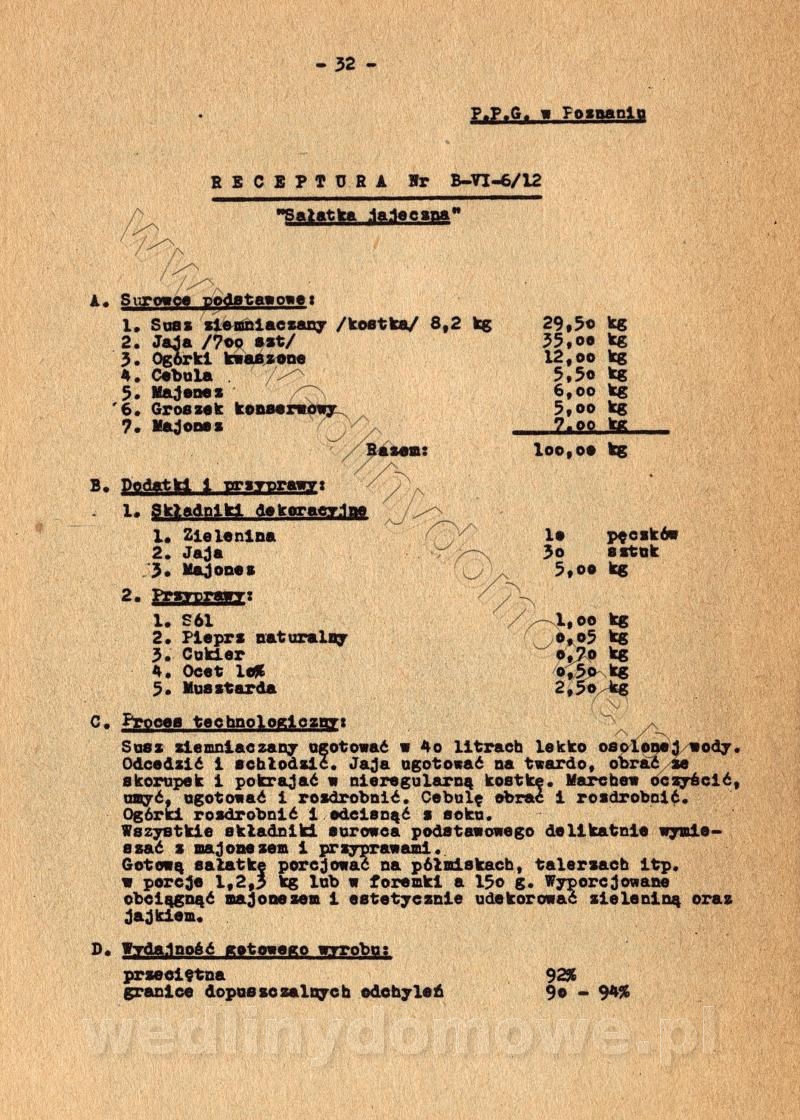 - 32 -
P.P.G. w Poznaniu
R E C E P T U R A Nr B-VI-6/12
"Sałatka jajeczna"
A. Surowce podstawowe:
1. Susz ziemniaczany /kostka/ 8,2 kg 29,50 kg
2. Jaja /7oo szt/ 35,oo kg
3. Ogórki kwaszone 12,oo kg
4. Cebula 5,5o kg
5. Majonez 6,oo kg
6. Groszek konserwowy 5,oo kg
7. Majonez 7.oo kg
Razem: 1oo,oo kg
B. Dodatki i przyprawy:
1. Składniki dekoracyjne
1. Zielenina 1o pęczków
2. Jaja 3o sztuk
3. Majonez 5,oo kg
2. Przyprawy:
1. Sól 1,oo kg
2. Pieprz naturalny o,o5 kg
3. Cukier o,7o kg
4. Ocet 1o% o,5o kg
5. Musztarda 2,5o kg
C. Proces technologiczny:
Susz ziemniaczany ugotować w 4o litrach lekko osolonej wody.
Odcedzić i schłodzić. Jaja ugotować na twardo, obrać ze
skorupek i pokrajać w nieregularną kostkę. Marchew oczyścić,
umyć, ugotować i rozdrobnić. Cebulę obrać i rozdrobnić.
Ogórki rozdrobnić i odcisnąć z soku.
Wszystkie składniki surowca podstawowego delikatnie wymie-
szać z majonezem i przyprawami.
Gotową sałatkę porcjować na półmiskach, talerzach itp.
w porcje 1,2,3 kg lub w foremki a 15o g. Wyporcjowane
obciągnąć majonezem i estetycznie udekorować zieleniną oraz
jajkiem.
D. Wydajność gotowego wyrobu:
przeciętna 92%
granice dopuszczalnych odchyleń 9o - 94%
wedlinydomowe.pl